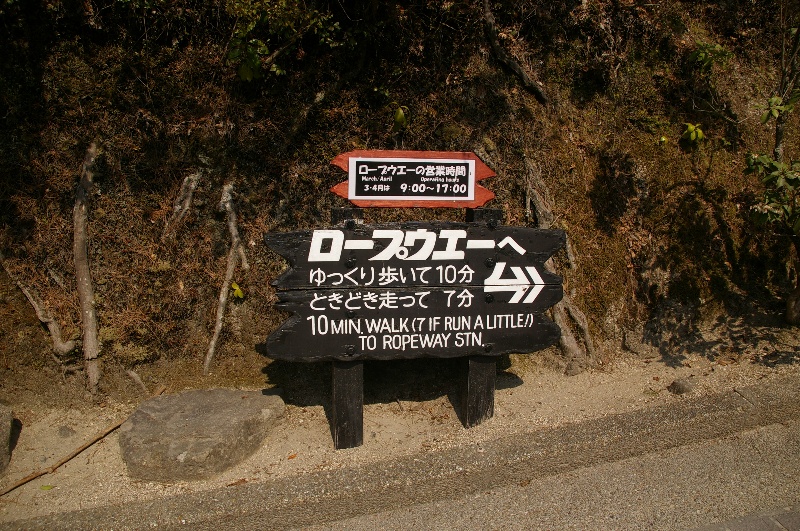 ロープウエーの営業時間
March/April Operating hours
3・4月は 9:00～17:00
ロープウエーへ
ゆっくり歩いて10分
ときどき走って 7分
10 MIN. WALK (7 IF RUN A LITTLE!)
TO ROPEWAY STN.